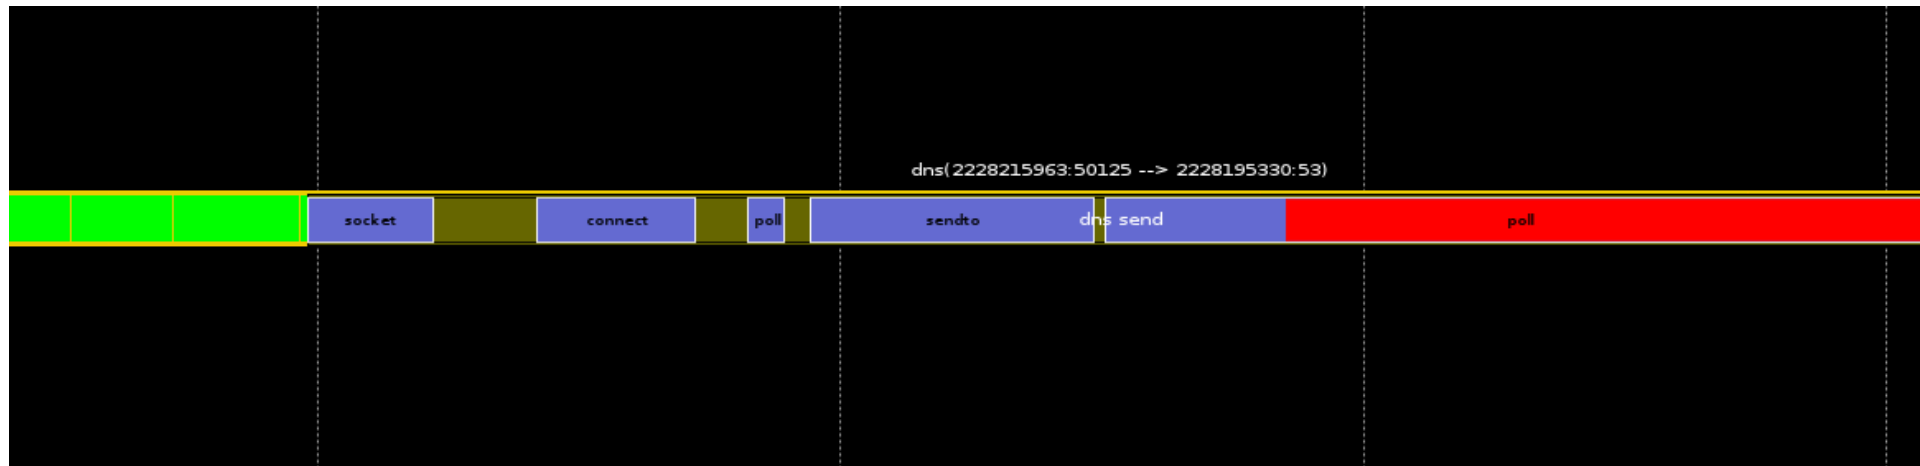 dns(2228215963:50125 --> 2228195330:53)
socket connect poll sendto dns send poll